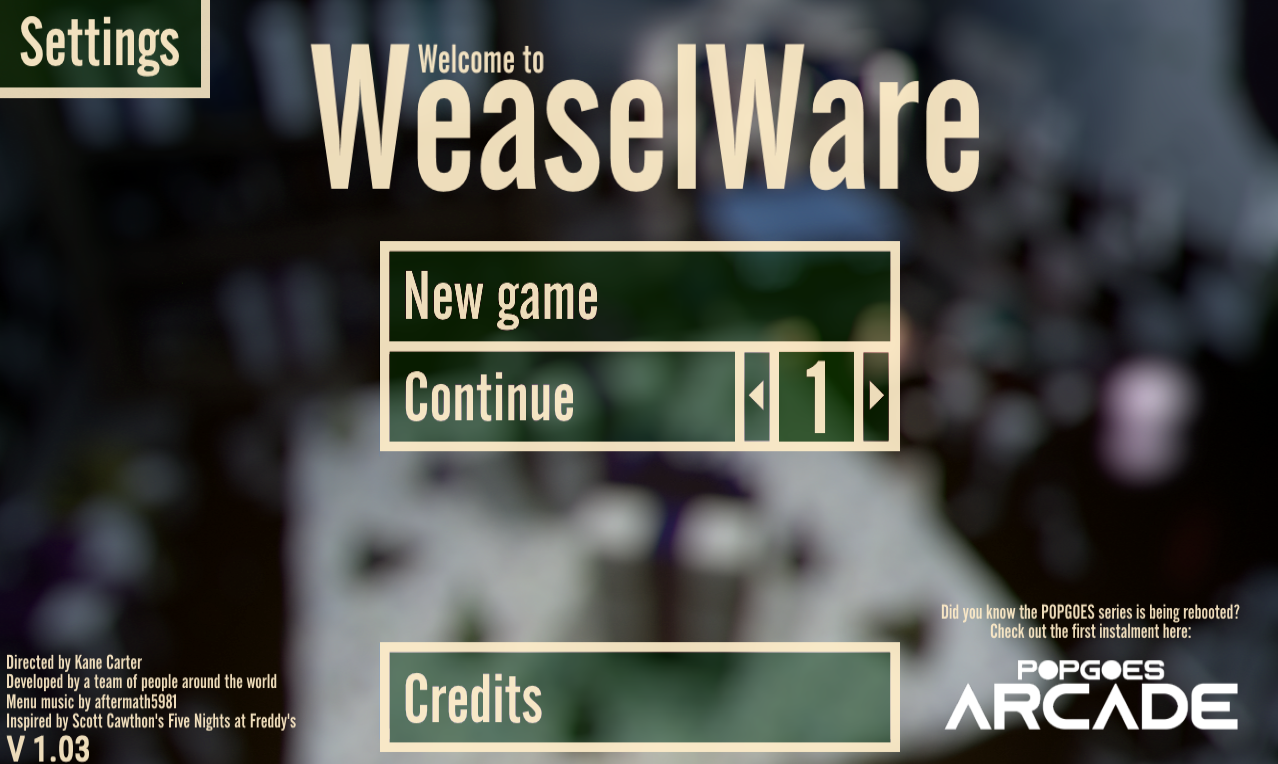 Settings
Welcome to
WeaselWare
New game
Continue
1
Credits
Did you know the POPGOES series is being rebooted?
Check out the first instalment here:
POPGOES
ARCADE
Directed by Kane Carter
Developed by a team of people around the world
Menu music by aftermath5981
Inspired by Scott Cawthon's Five Nights at Freddy's
V 1.03